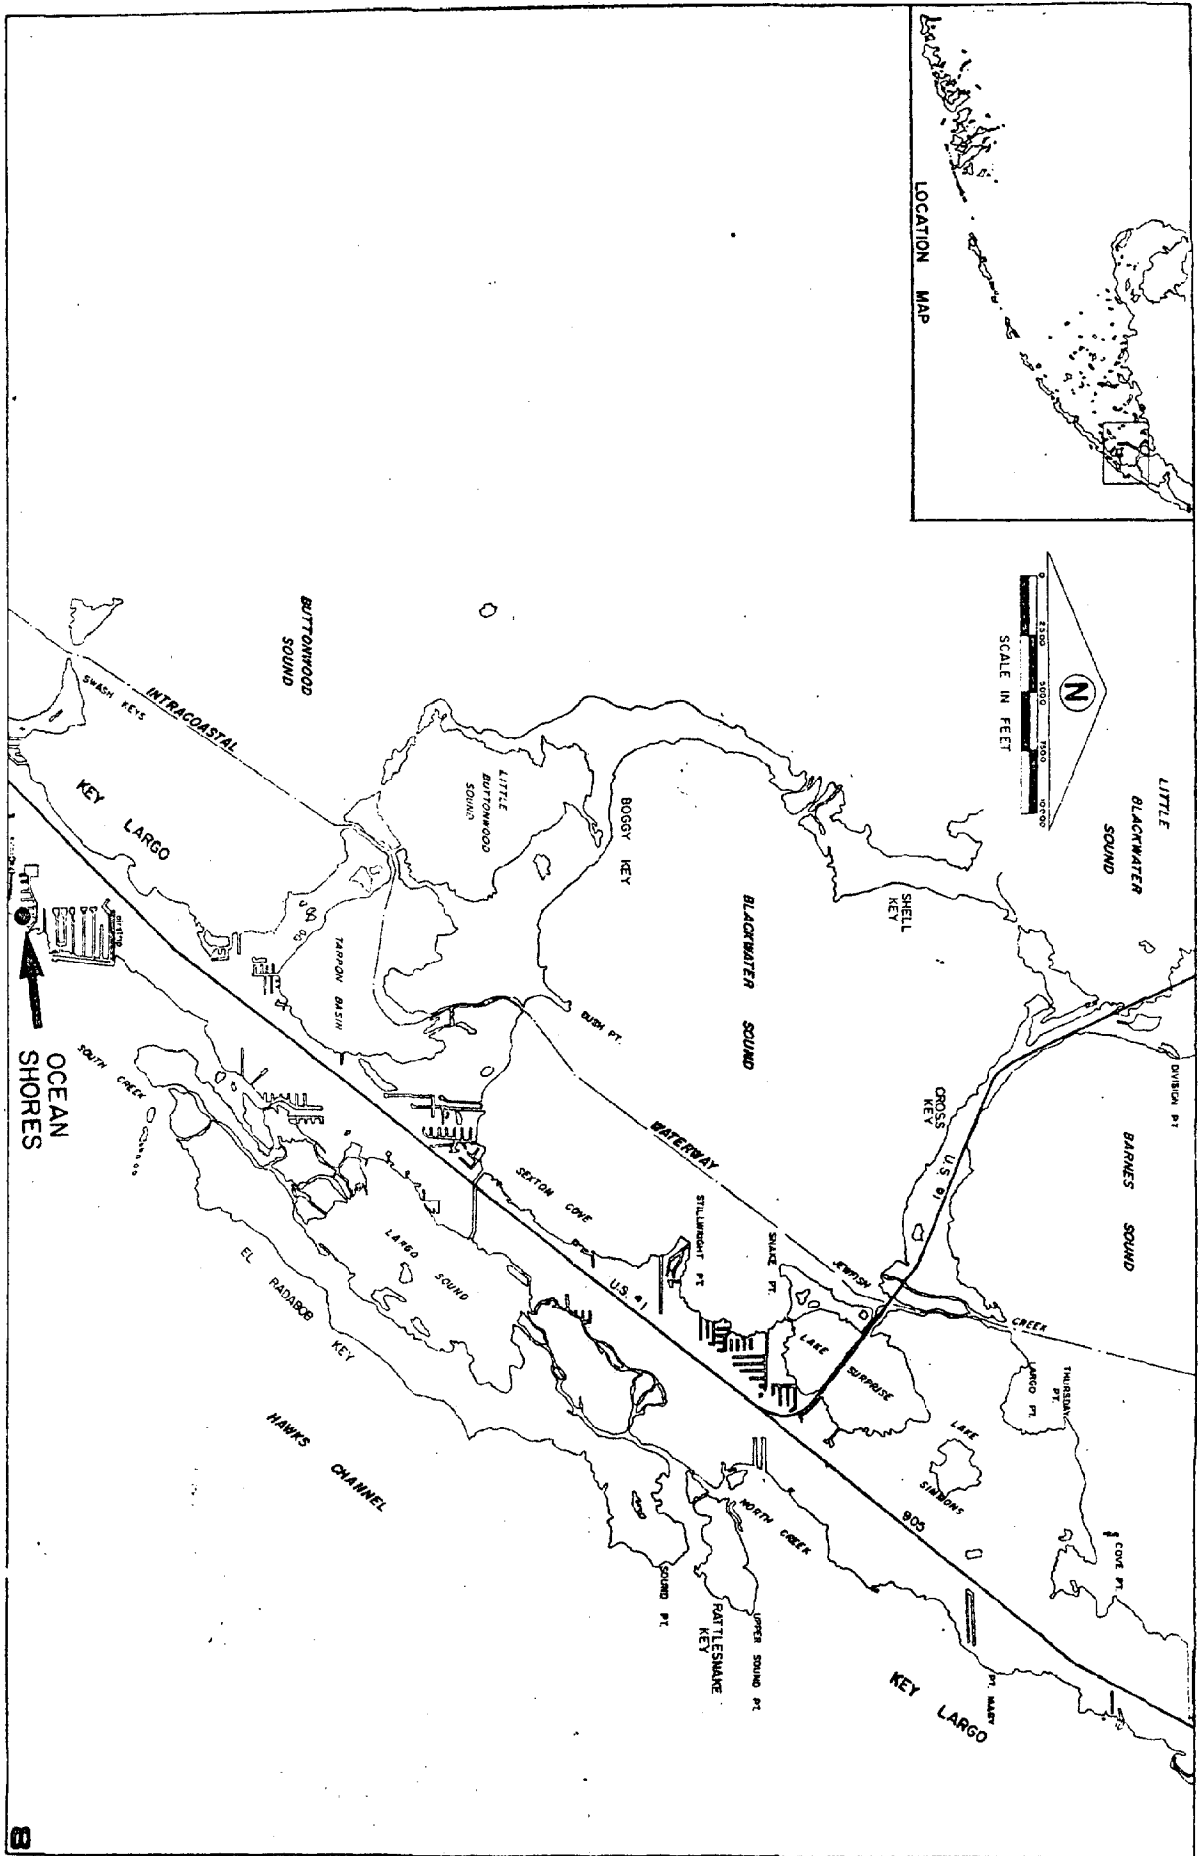 LOCATION MAP
N
0 2500 5000 7500 10000
SCALE IN FEET
LITTLE
BLACKWATER
SOUND
DIVISION PT
BARNES SOUND
CROSS
KEY
U.S.
SHELL
KEY
BLACKWATER SOUND
BOGGY KEY
BUTTONWOOD
SOUND
LITTLE
BUTTONWOOD
SOUND
SWASH KEYS
INTRACOASTAL
WATERWAY
KEY LARGO
TARPON BASIN
BUSH PT.
SEXTON COVE
STILLWRIGHT PT.
SNAKE PT.
JEWFISH
CREEK
LAKE
SURPRISE
THURSDAY
PT.
LARGO PT.
LAKE
SIMMONS
COVE PT.
U.S. 41
905
OCEAN
SHORES
SOUTH CREEK
LARGO SOUND
EL RADABOB KEY
HAWKS CHANNEL
NORTH CREEK
SOUND PT.
UPPER SOUND PT.
RATTLESNAKE
KEY
PT. MARY
KEY LARGO